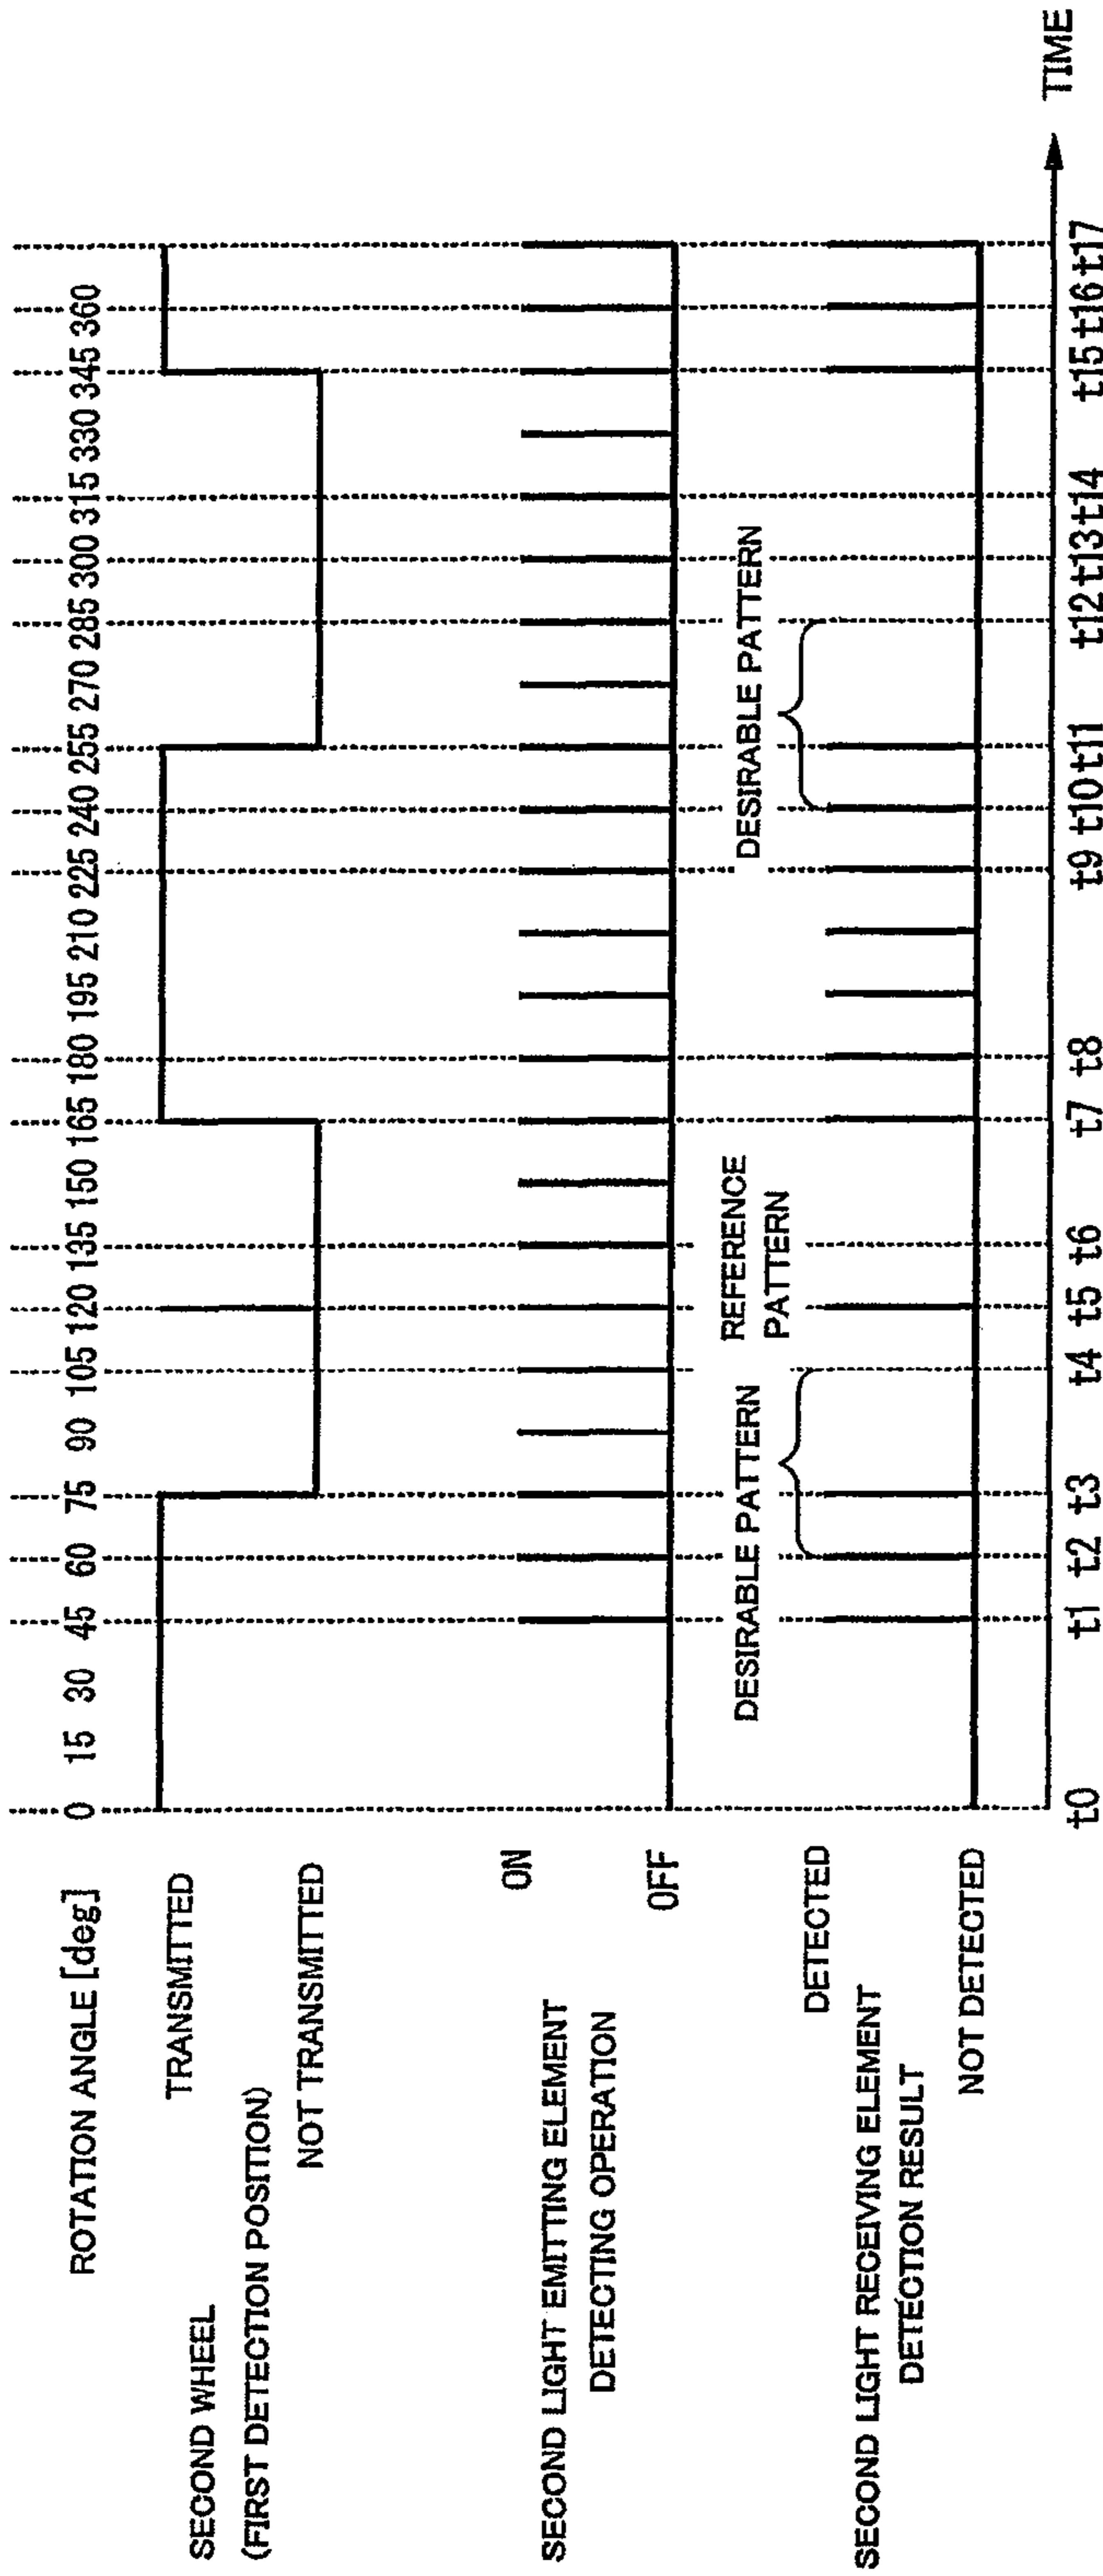 ROTATION ANGLE [deg]
0 15 30 45 60 75 90 105 120 135 150 165 180 195 210 225 240 255 270 285 300 315 330 345 360
SECOND WHEEL
(FIRST DETECTION POSITION)
TRANSMITTED
NOT TRANSMITTED
SECOND LIGHT EMITTING ELEMENT
DETECTING OPERATION
ON
OFF
DESIRABLE PATTERN
REFERENCE
PATTERN
DESIRABLE PATTERN
SECOND LIGHT RECEIVING ELEMENT
DETECTION RESULT
DETECTED
NOT DETECTED
t0 t1 t2 t3 t4 t5 t6 t7 t8 t9 t10 t11 t12 t13 t14 t15 t16 t17
TIME